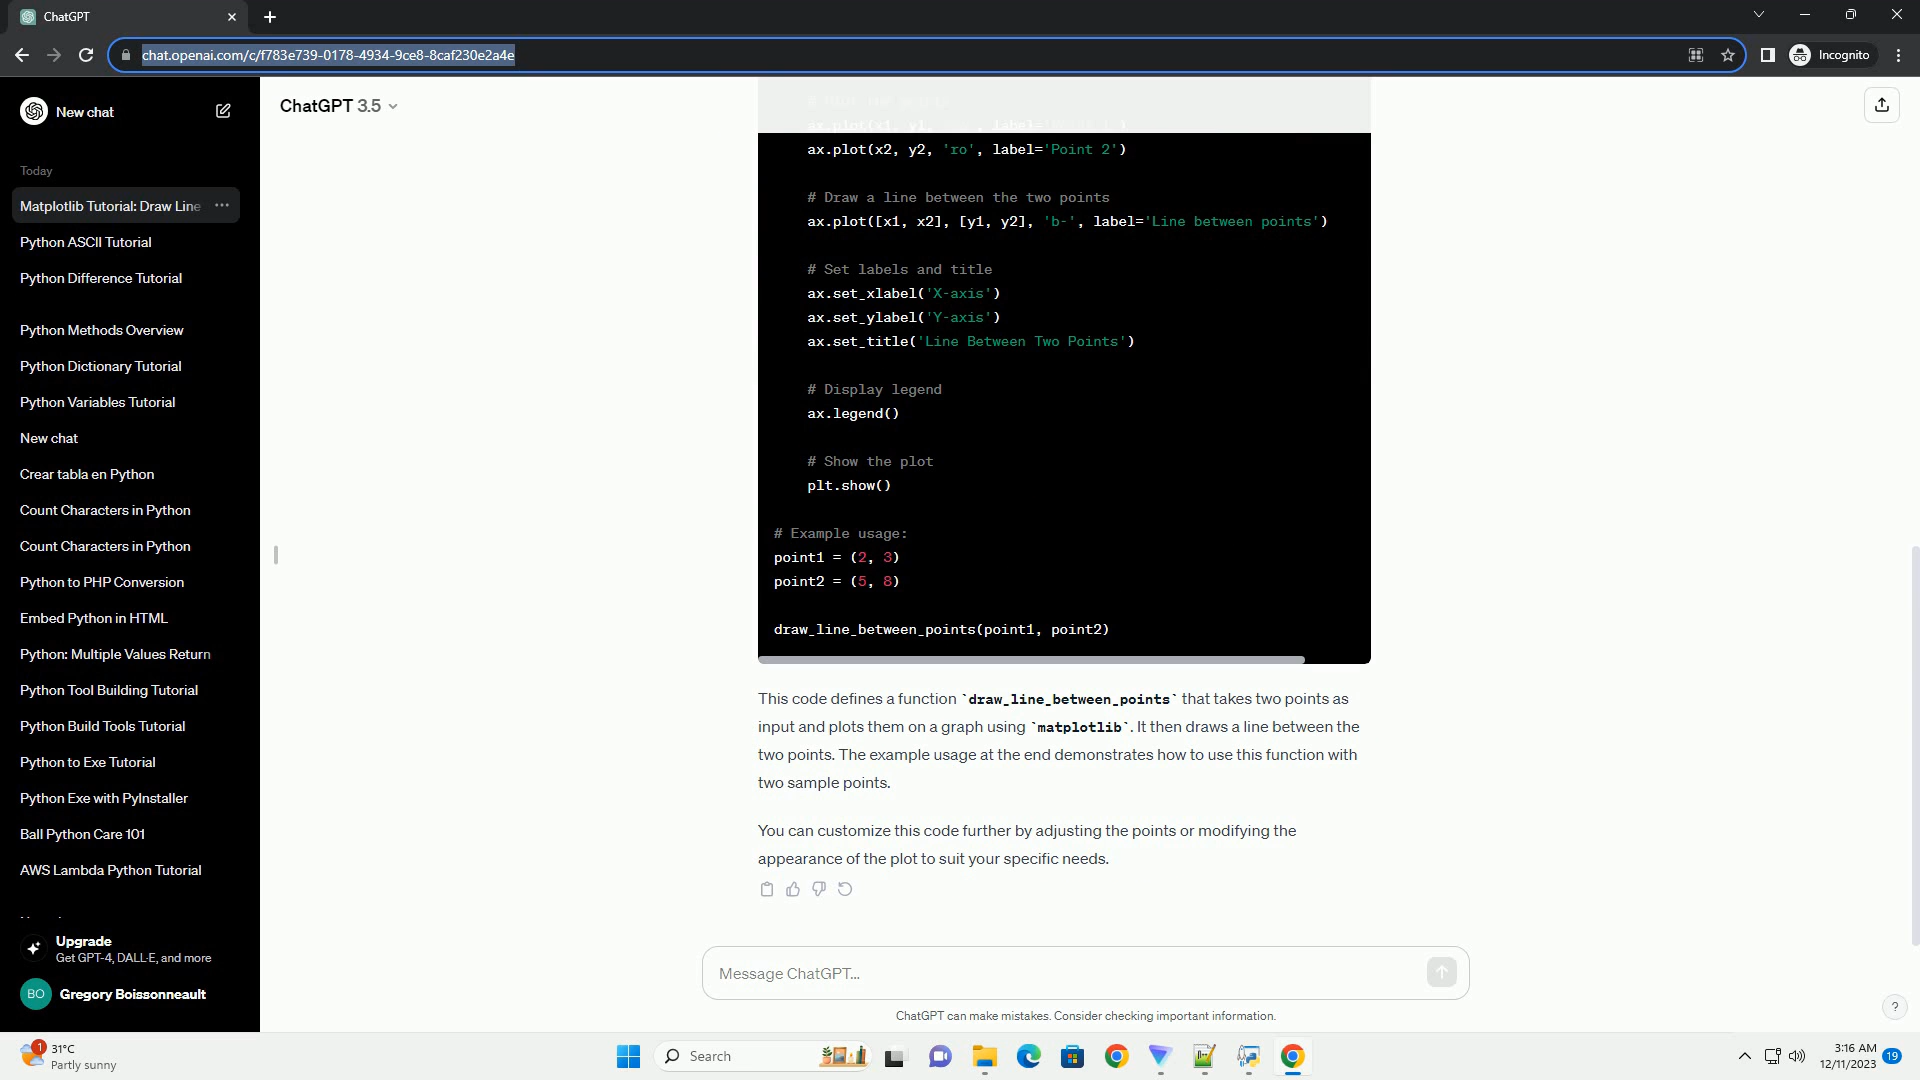 ChatGPT
chat.openai.com/c/f783e739-0178-4934-9ce8-8caf230e2a4e
Incognito
New chat
ChatGPT 3.5
Today
Matplotlib Tutorial: Draw Line
Python ASCII Tutorial
Python Difference Tutorial
Python Methods Overview
Python Dictionary Tutorial
Python Variables Tutorial
New chat
Crear tabla en Python
Count Characters in Python
Count Characters in Python
Python to PHP Conversion
Embed Python in HTML
Python: Multiple Values Return
Python Tool Building Tutorial
Python Build Tools Tutorial
Python to Exe Tutorial
Python Exe with PyInstaller
Ball Python Care 101
AWS Lambda Python Tutorial
Upgrade
Get GPT-4, DALL·E, and more
BO
Gregory Boissonneault
ax.plot(x2, y2, 'ro', label='Point 2')
# Draw a line between the two points
ax.plot([x1, x2], [y1, y2], 'b-', label='Line between points')
# Set labels and title
ax.set_xlabel('X-axis')
ax.set_ylabel('Y-axis')
ax.set_title('Line Between Two Points')
# Display legend
ax.legend()
# Show the plot
plt.show()
# Example usage:
point1 = (2, 3)
point2 = (5, 8)
draw_line_between_points(point1, point2)
This code defines a function `draw_line_between_points` that takes two points as
input and plots them on a graph using `matplotlib`. It then draws a line between the
two points. The example usage at the end demonstrates how to use this function with
two sample points.
You can customize this code further by adjusting the points or modifying the
appearance of the plot to suit your specific needs.
Message ChatGPT...
ChatGPT can make mistakes. Consider checking important information.
?
1
31°C
Partly sunny
Search
3:16 AM
12/11/2023
19